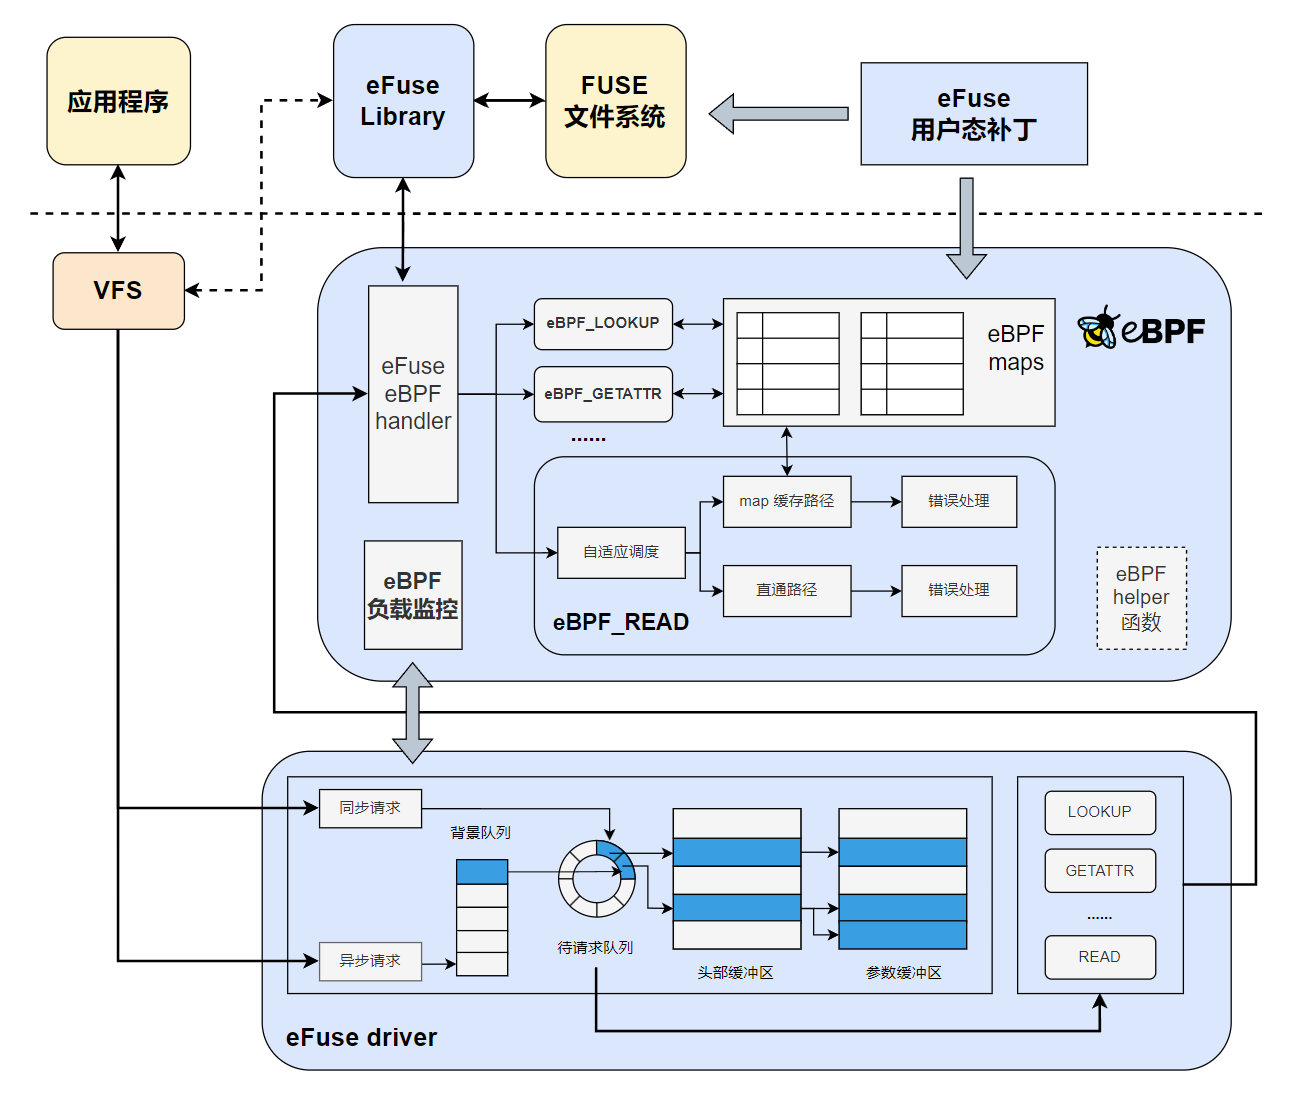 应用程序
eFuse
Library
FUSE
文件系统
eFuse
用户态补丁
VFS
eFuse
eBPF
handler
eBPF_LOOKUP
eBPF_GETATTR
......
eBPF
maps
eBPF
map 缓存路径
错误处理
自适应调度
直通路径
错误处理
eBPF_READ
eBPF
负载监控
eBPF
helper
函数
同步请求
背景队列
异步请求
待请求队列
头部缓冲区
参数缓冲区
LOOKUP
GETATTR
......
READ
eFuse driver